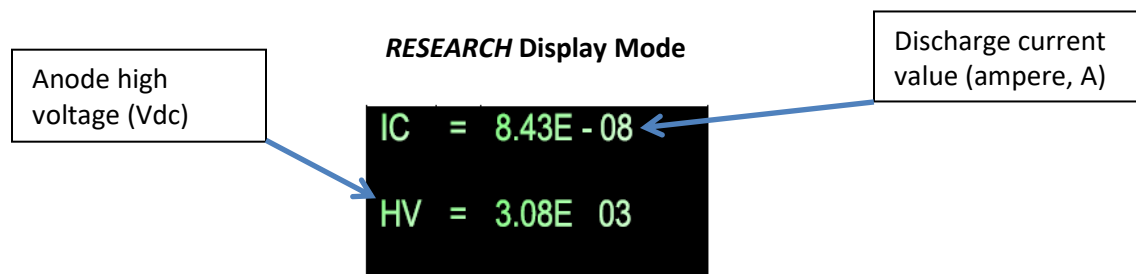 RESEARCH Display Mode
Discharge current
value (ampere, A)
Anode high
voltage (Vdc)
IC = 8.43E - 08
HV = 3.08E 03